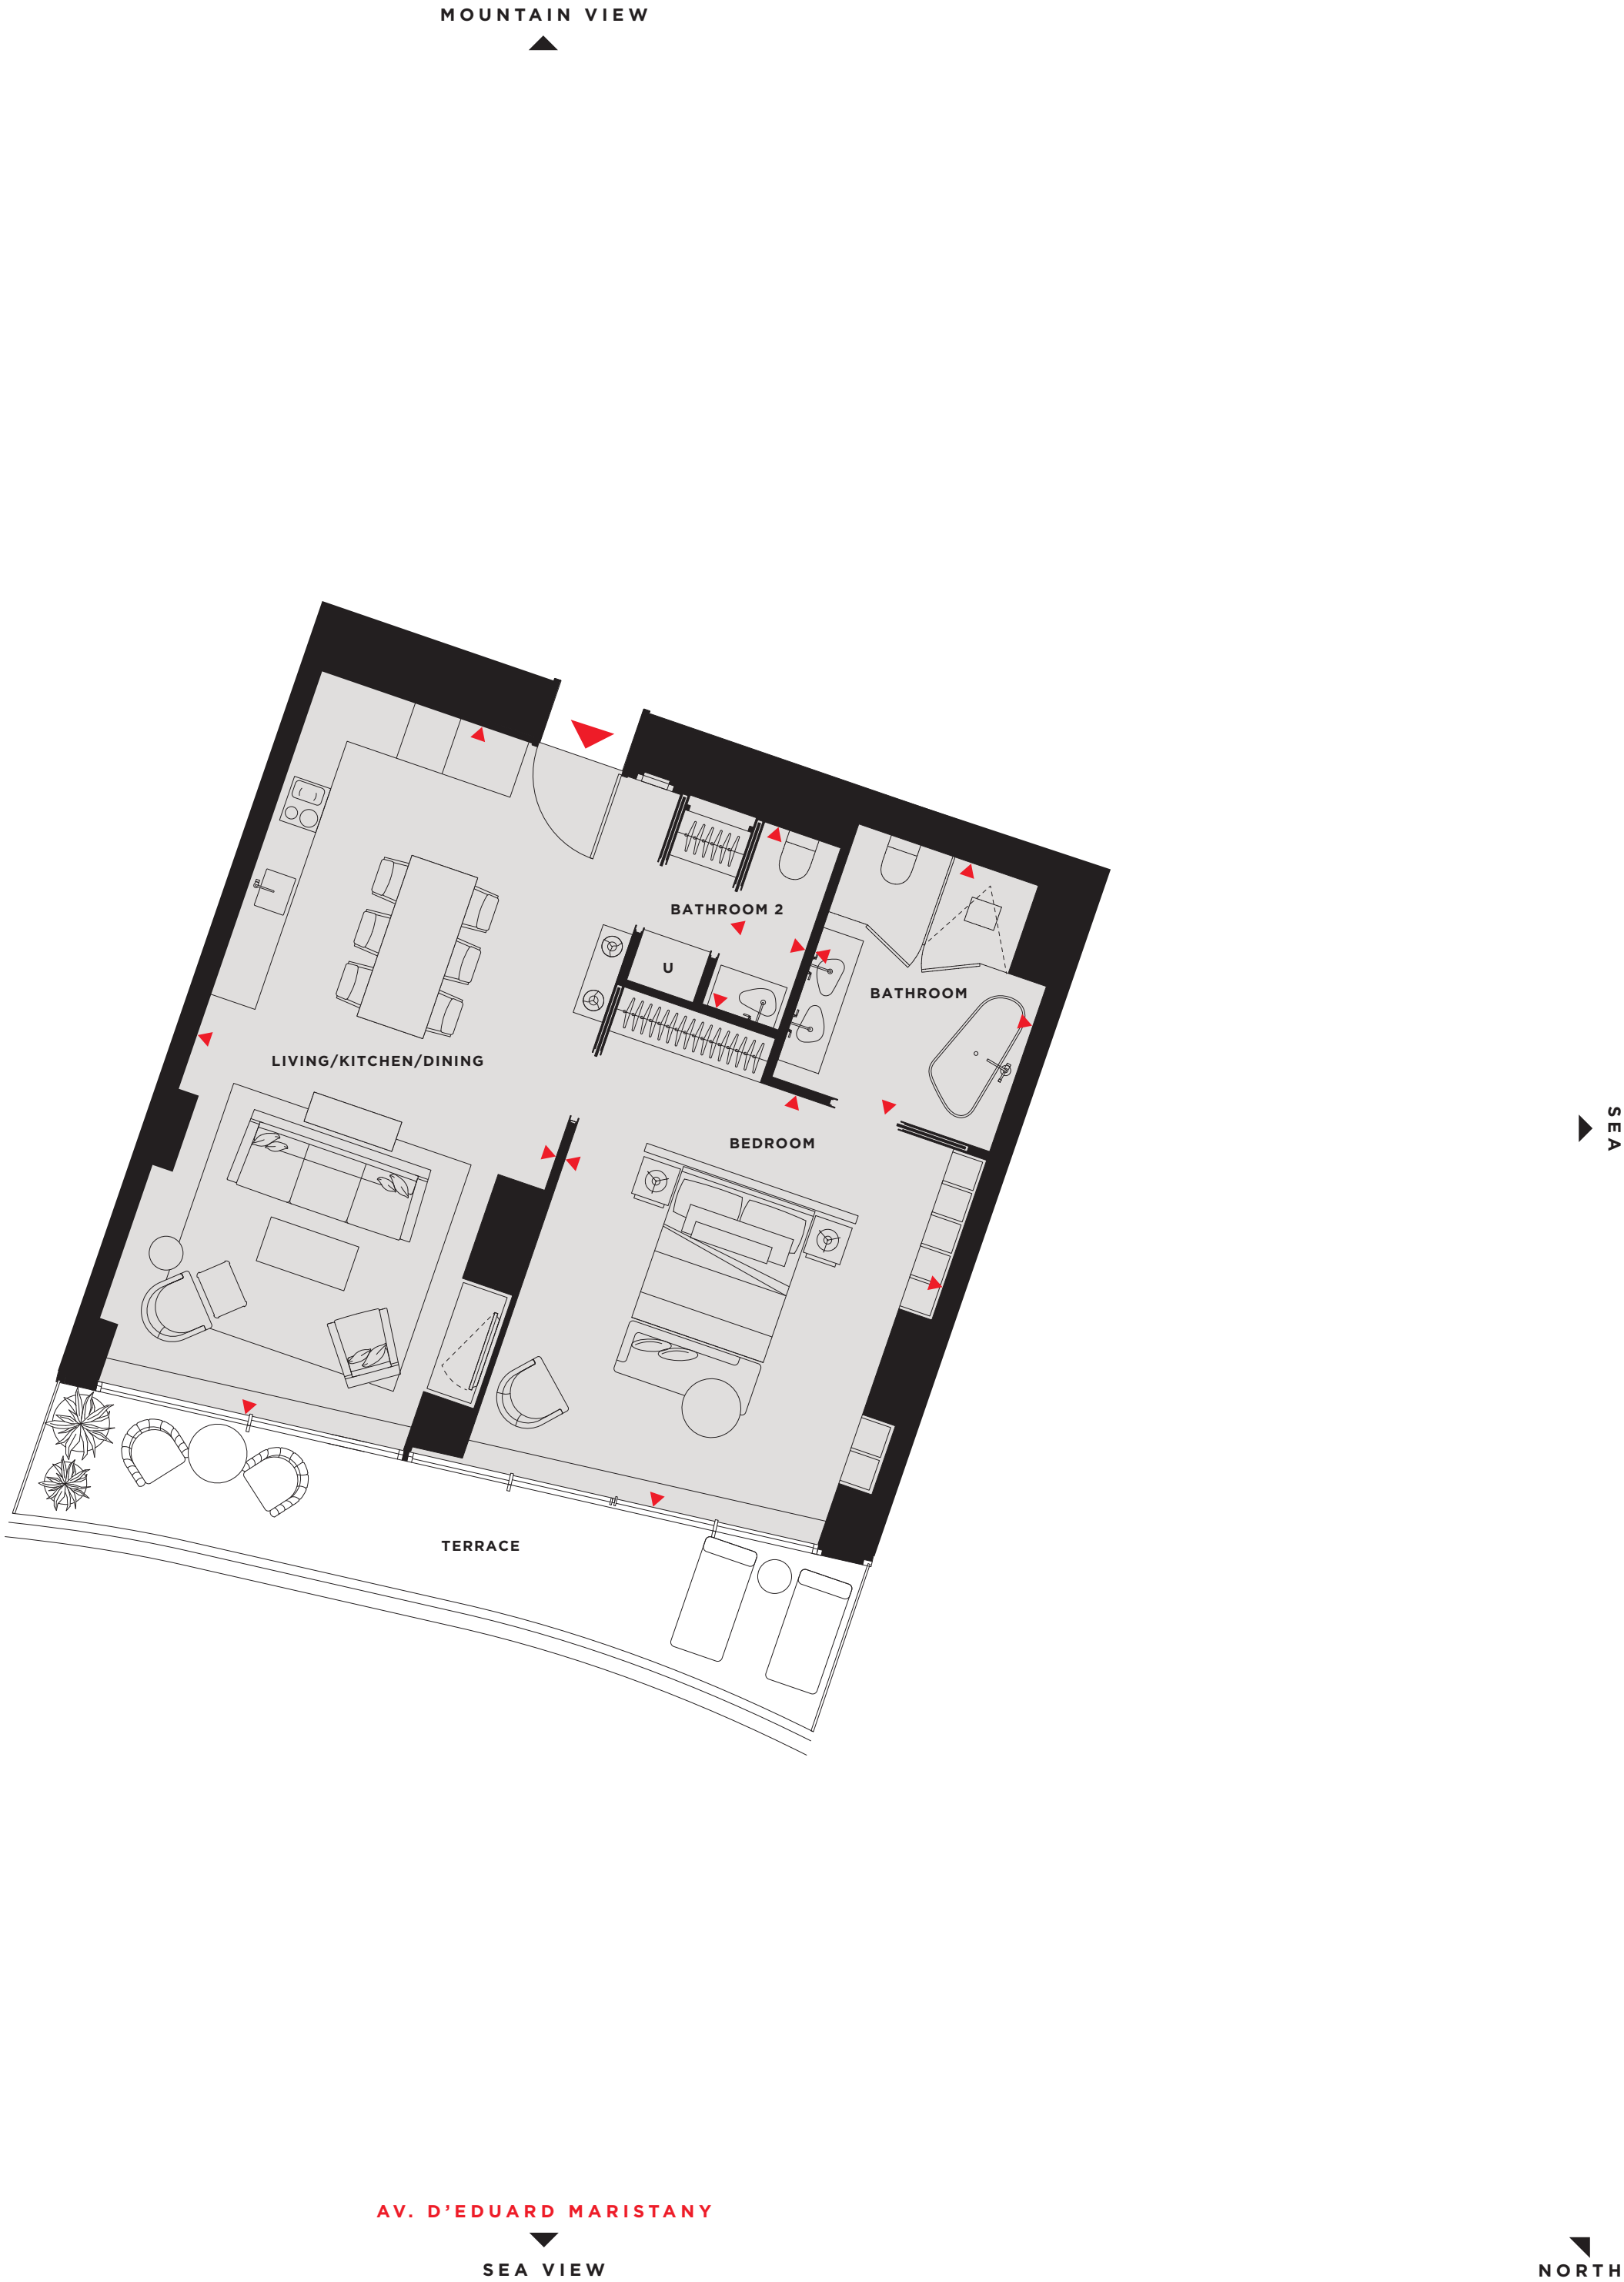 MOUNTAIN VIEW
BATHROOM 2
U
BATHROOM
LIVING/KITCHEN/DINING
SEA
BEDROOM
TERRACE
AV. D’EDUARD MARISTANY
SEA VIEW
NORTH